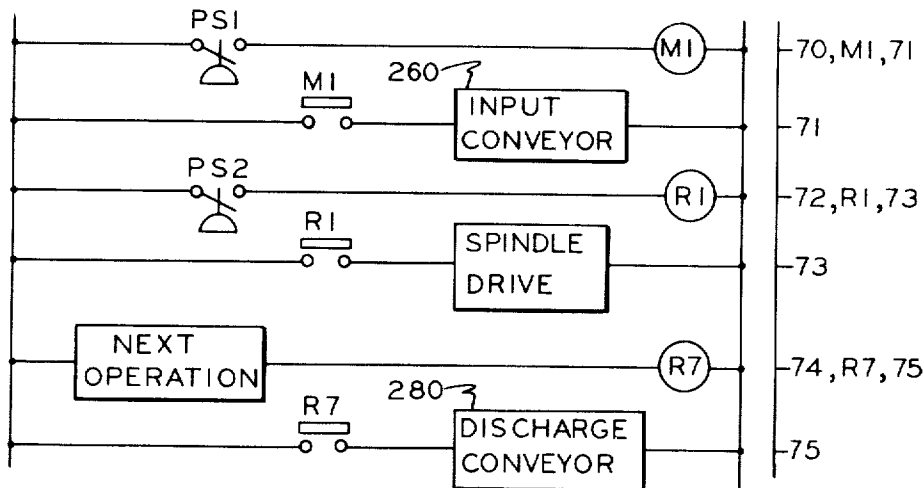 PS1
M1
70, M1, 71
260
M1
INPUT
CONVEYOR
71
PS2
R1
72, R1, 73
R1
SPINDLE
DRIVE
73
NEXT
OPERATION
R7
74, R7, 75
280
R7
DISCHARGE
CONVEYOR
75